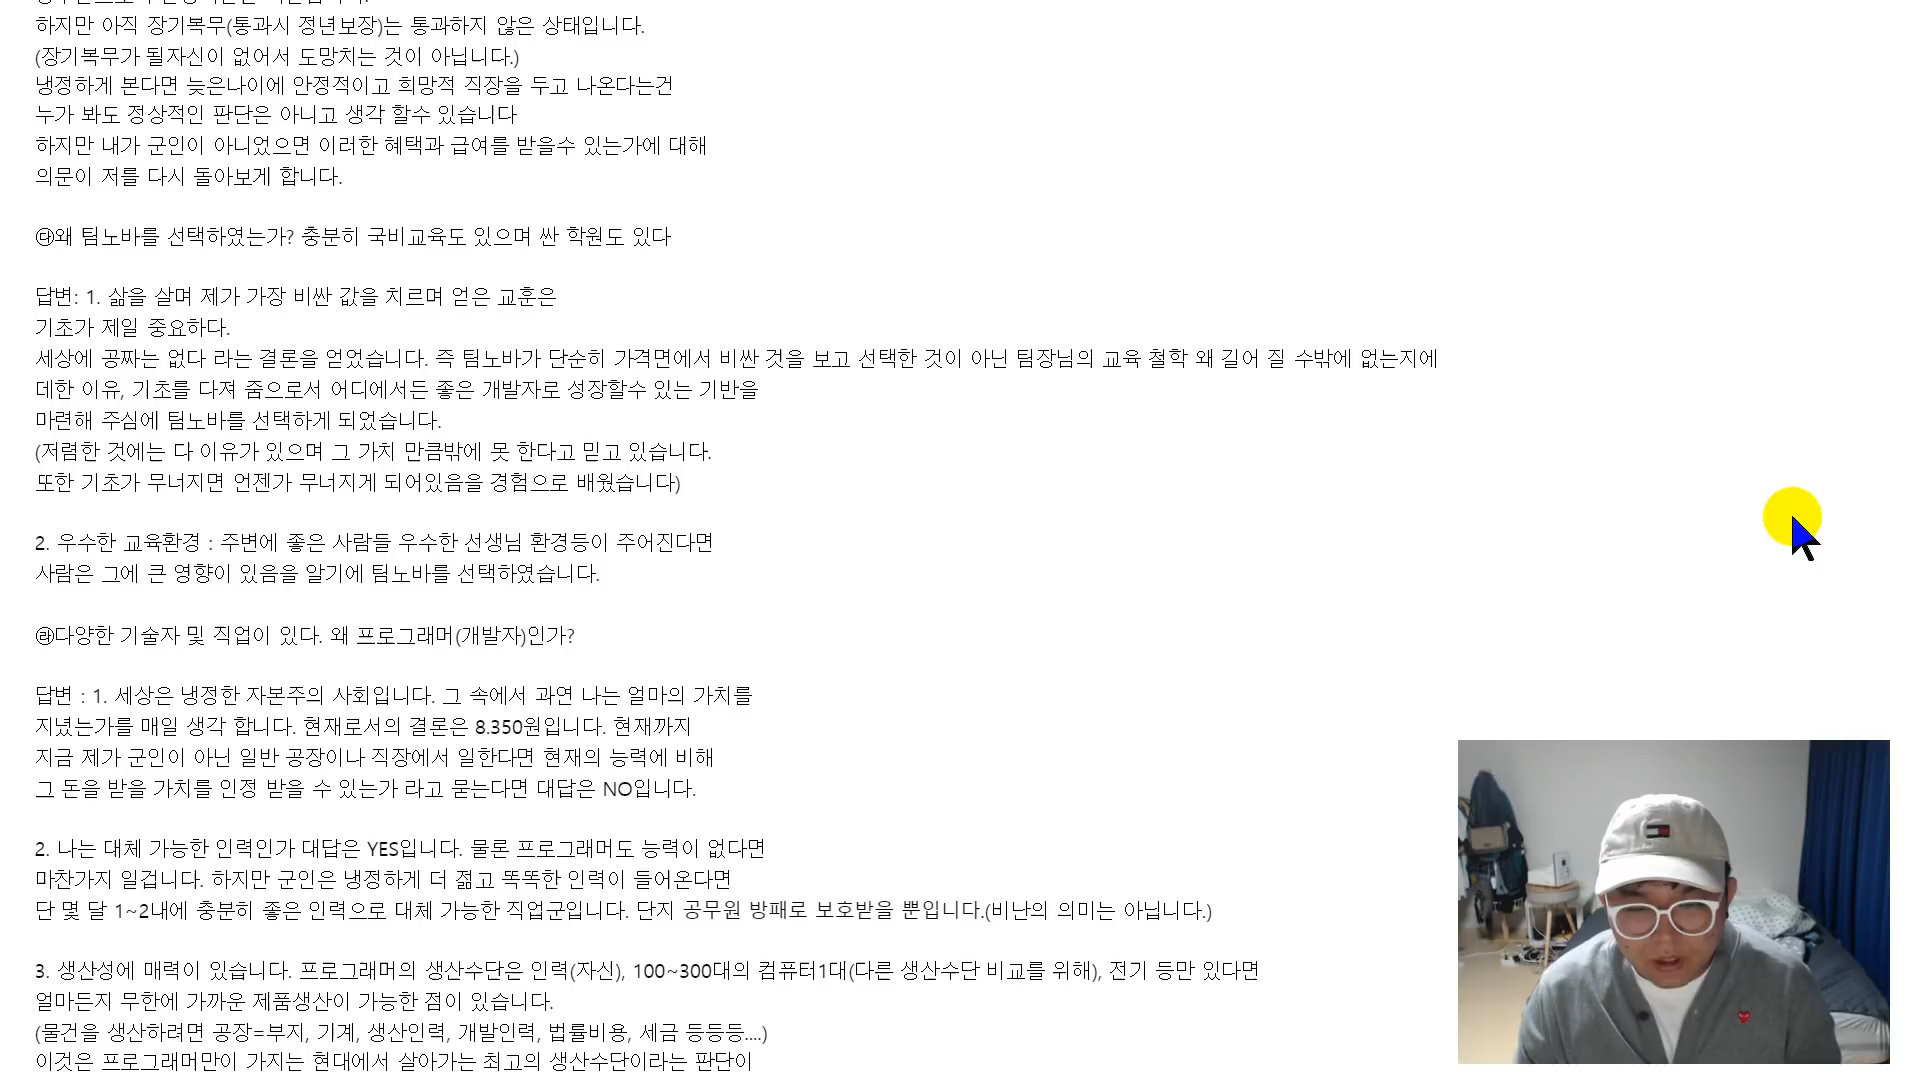 하지만 아직 장기복무(통과시 정년보장)는 통과하지 않은 상태입니다.
(장기복무가 될자신이 없어서 도망치는 것이 아닙니다.)
냉정하게 본다면 늦은나이에 안정적이고 희망적 직장을 두고 나온다는건
누가 봐도 정상적인 판단은 아니고 생각 할수 있습니다
하지만 내가 군인이 아니었으면 이러한 혜택과 급여를 받을수 있는가에 대해
의문이 저를 다시 돌아보게 합니다.
㉰왜 팀노바를 선택하였는가? 충분히 국비교육도 있으며 싼 학원도 있다
답변: 1. 삶을 살며 제가 가장 비싼 값을 치르며 얻은 교훈은
기초가 제일 중요하다.
세상에 공짜는 없다 라는 결론을 얻었습니다. 즉 팀노바가 단순히 가격면에서 비싼 것을 보고 선택한 것이 아닌 팀장님의 교육 철학 왜 길어 질 수밖에 없는지에
데한 이유, 기초를 다져 줌으로서 어디에서든 좋은 개발자로 성장할수 있는 기반을
마련해 주심에 팀노바를 선택하게 되었습니다.
(저렴한 것에는 다 이유가 있으며 그 가치 만큼밖에 못 한다고 믿고 있습니다.
또한 기초가 무너지면 언젠가 무너지게 되어있음을 경험으로 배웠습니다)
2. 우수한 교육환경 : 주변에 좋은 사람들 우수한 선생님 환경등이 주어진다면
사람은 그에 큰 영향이 있음을 알기에 팀노바를 선택하였습니다.
㉱다양한 기술자 및 직업이 있다. 왜 프로그래머(개발자)인가?
답변 : 1. 세상은 냉정한 자본주의 사회입니다. 그 속에서 과연 나는 얼마의 가치를
지녔는가를 매일 생각 합니다. 현재로서의 결론은 8.350원입니다. 현재까지
지금 제가 군인이 아닌 일반 공장이나 직장에서 일한다면 현재의 능력에 비해
그 돈을 받을 가치를 인정 받을 수 있는가 라고 묻는다면 대답은 NO입니다.
2. 나는 대체 가능한 인력인가 대답은 YES입니다. 물론 프로그래머도 능력이 없다면
마찬가지 일겁니다. 하지만 군인은 냉정하게 더 젊고 똑똑한 인력이 들어온다면
단 몇 달 1~2내에 충분히 좋은 인력으로 대체 가능한 직업군입니다. 단지 공무원 방패로 보호받을 뿐입니다.(비난의 의미는 아닙니다.)
3. 생산성에 매력이 있습니다. 프로그래머의 생산수단은 인력(자신), 100~300대의 컴퓨터1대(다른 생산수단 비교를 위해), 전기 등만 있다면
얼마든지 무한에 가까운 제품생산이 가능한 점이 있습니다.
(물건을 생산하려면 공장=부지, 기계, 생산인력, 개발인력, 법률비용, 세금 등등등....)
이것은 프로그래머만이 가지는 현대에서 살아가는 최고의 생산수단이라는 판단이